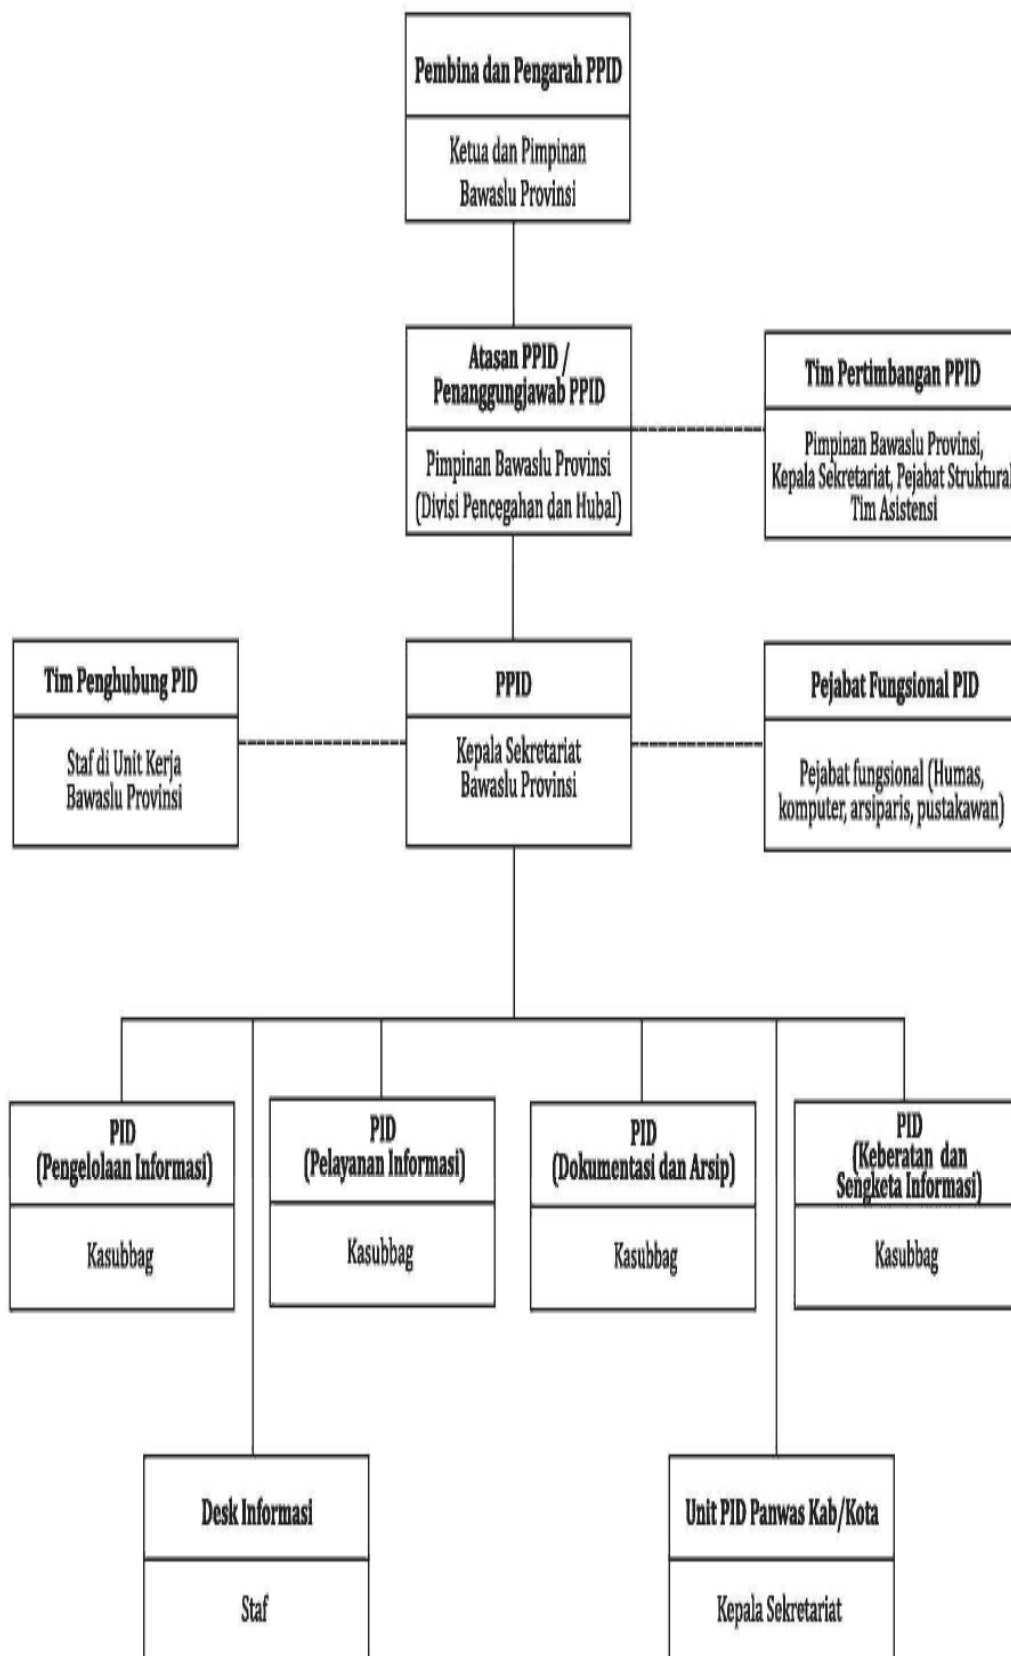 Pembina dan Pengarah PPID
Ketua dan Pimpinan
Bawaslu Provinsi
Atasan PPID /
Penanggungjawab PPID
Pimpinan Bawaslu Provinsi
(Divisi Pencegahan dan Hubal)
Tim Pertimbangan PPID
Pimpinan Bawaslu Provinsi,
Kepala Sekretariat, Pejabat Struktural
Tim Asistensi
Tim Penghubung PID
Staf di Unit Kerja
Bawaslu Provinsi
PPID
Kepala Sekretariat
Bawaslu Provinsi
Pejabat Fungsional PID
Pejabat fungsional (Humas,
komputer, arsiparis, pustakawan)
PID
(Pengelolaan Informasi)
Kasubbag
PID
(Pelayanan Informasi)
Kasubbag
PID
(Dokumentasi dan Arsip)
Kasubbag
PID
(Keberatan dan
Sengketa Informasi)
Kasubbag
Desk Informasi
Staf
Unit PID Panwas Kab/Kota
Kepala Sekretariat